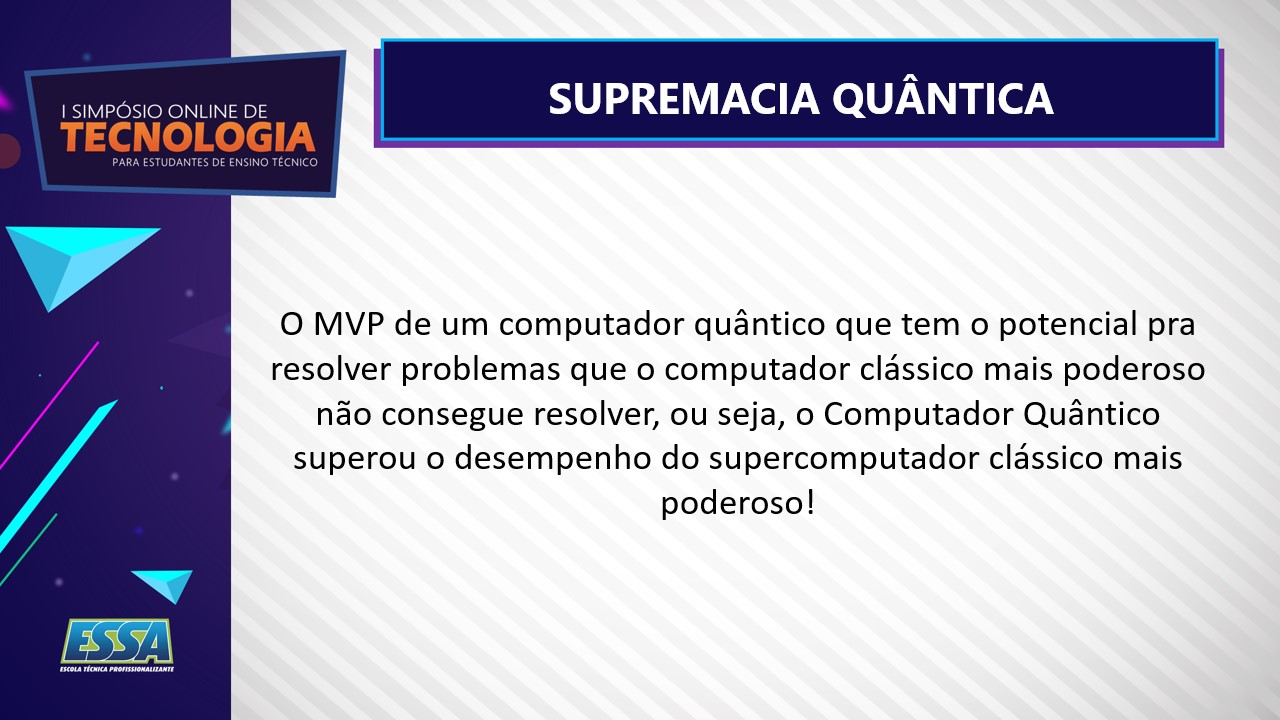 I SIMPÓSIO ONLINE DE
TECNOLOGIA
PARA ESTUDANTES DE ENSINO TÉCNICO
SUPREMACIA QUÂNTICA
O MVP de um computador quântico que tem o potencial pra
resolver problemas que o computador clássico mais poderoso
não consegue resolver, ou seja, o Computador Quântico
superou o desempenho do supercomputador clássico mais
poderoso!
ESSA
ESCOLA TÉCNICA PROFISSIONALIZANTE